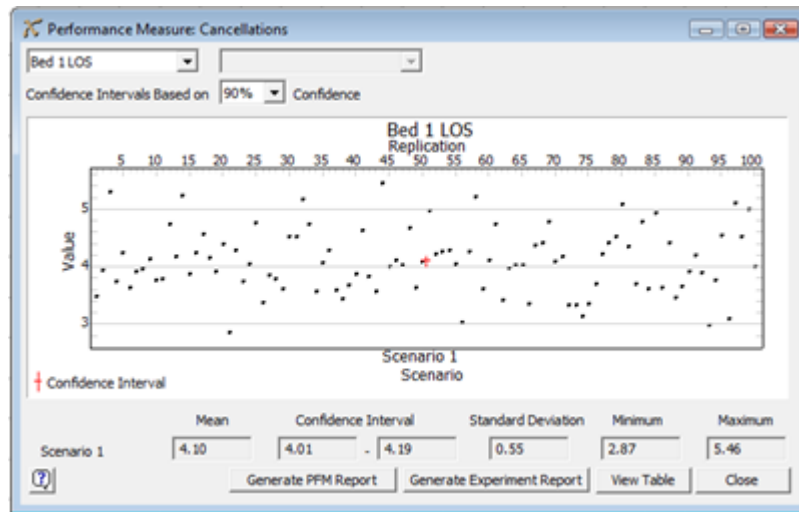 Performance Measure: Cancellations
Bed 1 LOS
Confidence Intervals Based on 90% Confidence
Bed 1 LOS
Replication
5 10 15 20 25 30 35 40 45 50 55 60 65 70 75 80 85 90 95 100
5
4
3
Value
Scenario 1
Scenario
Confidence Interval
Mean Confidence Interval Standard Deviation Minimum Maximum
Scenario 1 4.10 4.01 - 4.19 0.55 2.87 5.46
Generate PFM Report Generate Experiment Report View Table Close